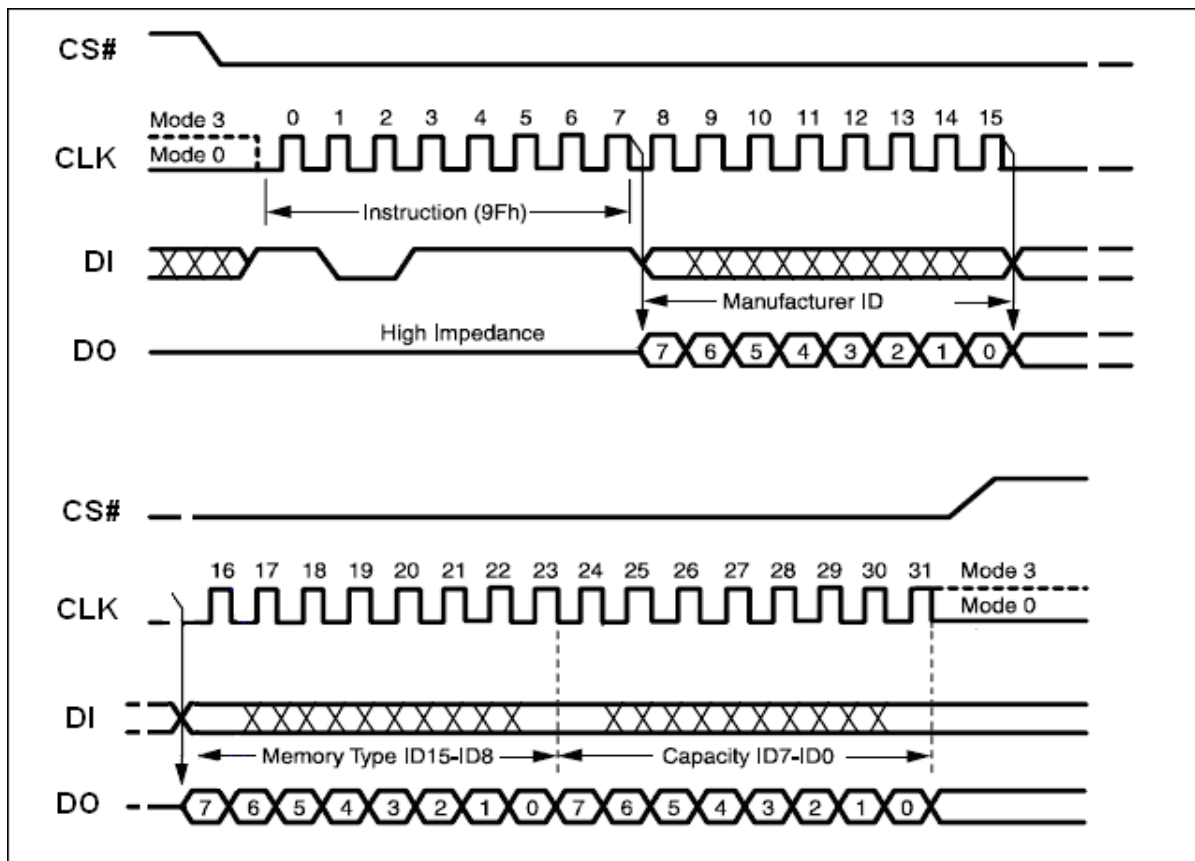 CS#
Mode 3
0 1 2 3 4 5 6 7 8 9 10 11 12 13 14 15
CLK
Mode 0
Instruction (9Fh)
DI
Manufacturer ID
High Impedance
DO
7 6 5 4 3 2 1 0
CS#
16 17 18 19 20 21 22 23 24 25 26 27 28 29 30 31
Mode 3
CLK
Mode 0
DI
Memory Type ID15-ID8
Capacity ID7-ID0
DO
7 6 5 4 3 2 1 0 7 6 5 4 3 2 1 0